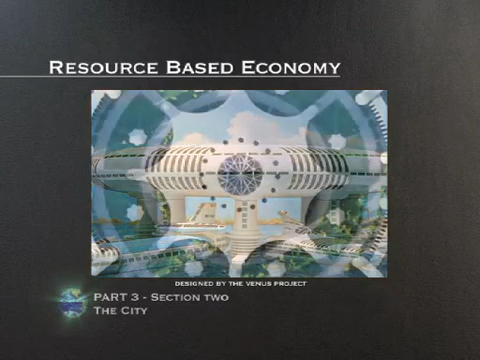 RESOURCE BASED ECONOMY
DESIGNED BY THE VENUS PROJECT
PART 3 - SECTION TWO
THE CITY